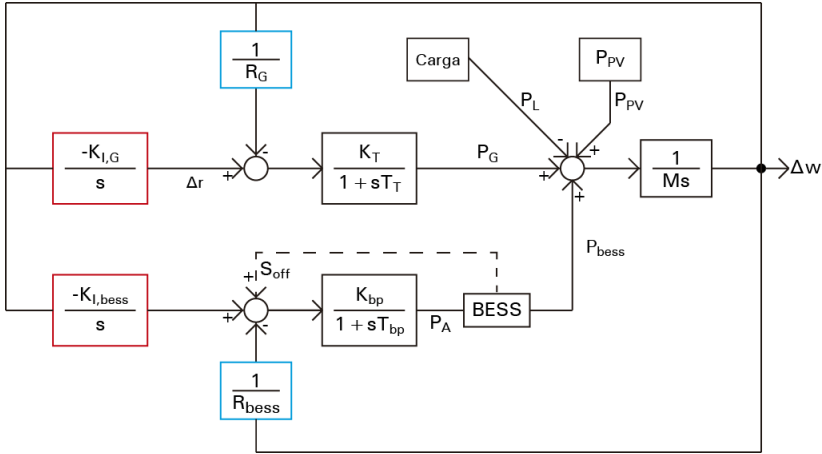 1
R_G
Carga
P_PV
P_L
P_PV
-
+
-K_I,G
s
Δr
+
-
K_T
1 + sT_T
P_G
+
+
1
Ms
Δw
-K_I,bess
s
+
+
-
S_off
K_bp
1 + sT_bp
P_A
BESS
P_bess
1
R_bess